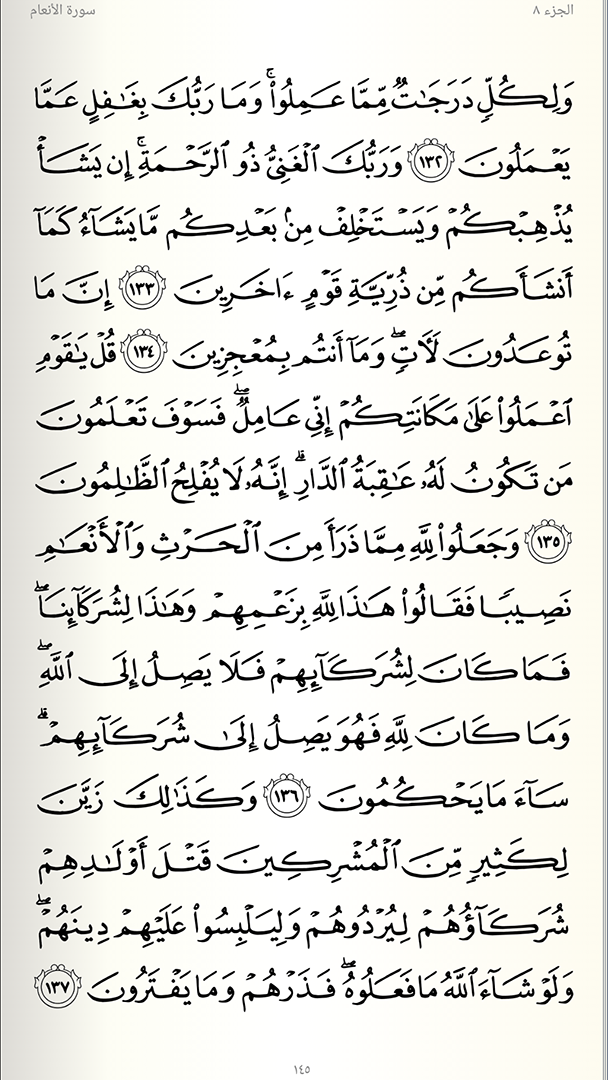 الجزء ٨
سورة الأنعام
وَلِكُلٍّ دَرَجَٰتٌ مِّمَّا عَمِلُوا۟ ۚ وَمَا رَبُّكَ بِغَٰفِلٍ عَمَّا
يَعْمَلُونَ ١٣٢ وَرَبُّكَ ٱلْغَنِىُّ ذُو ٱلرَّحْمَةِ ۚ إِن يَشَأْ
يُذْهِبْكُمْ وَيَسْتَخْلِفْ مِنۢ بَعْدِكُم مَّا يَشَآءُ كَمَآ
أَنشَأَكُم مِّن ذُرِّيَّةِ قَوْمٍ ءَاخَرِينَ ١٣٣ إِنَّ مَا
تُوعَدُونَ لَـَٔاتٍ ۖ وَمَآ أَنتُم بِمُعْجِزِينَ ١٣٤ قُلْ يَٰقَوْمِ
ٱعْمَلُوا۟ عَلَىٰ مَكَانَتِكُمْ إِنِّى عَامِلٌ ۖ فَسَوْفَ تَعْلَمُونَ
مَن تَكُونُ لَهُۥ عَٰقِبَةُ ٱلدَّارِ ۗ إِنَّهُۥ لَا يُفْلِحُ ٱلظَّٰلِمُونَ
١٣٥ وَجَعَلُوا۟ لِلَّهِ مِمَّا ذَرَأَ مِنَ ٱلْحَرْثِ وَٱلْأَنْعَٰمِ
نَصِيبًا فَقَالُوا۟ هَٰذَا لِلَّهِ بِزَعْمِهِمْ وَهَٰذَا لِشُرَكَآئِنَا ۖ
فَمَا كَانَ لِشُرَكَآئِهِمْ فَلَا يَصِلُ إِلَى ٱللَّهِ ۖ
وَمَا كَانَ لِلَّهِ فَهُوَ يَصِلُ إِلَىٰ شُرَكَآئِهِمْ ۗ
سَآءَ مَا يَحْكُمُونَ ١٣٦ وَكَذَٰلِكَ زَيَّنَ
لِكَثِيرٍ مِّنَ ٱلْمُشْرِكِينَ قَتْلَ أَوْلَٰدِهِمْ
شُرَكَآؤُهُمْ لِيُرْدُوهُمْ وَلِيَلْبِسُوا۟ عَلَيْهِمْ دِينَهُمْ ۖ
وَلَوْ شَآءَ ٱللَّهُ مَا فَعَلُوهُ ۖ فَذَرْهُمْ وَمَا يَفْتَرُونَ ١٣٧
١٤٥